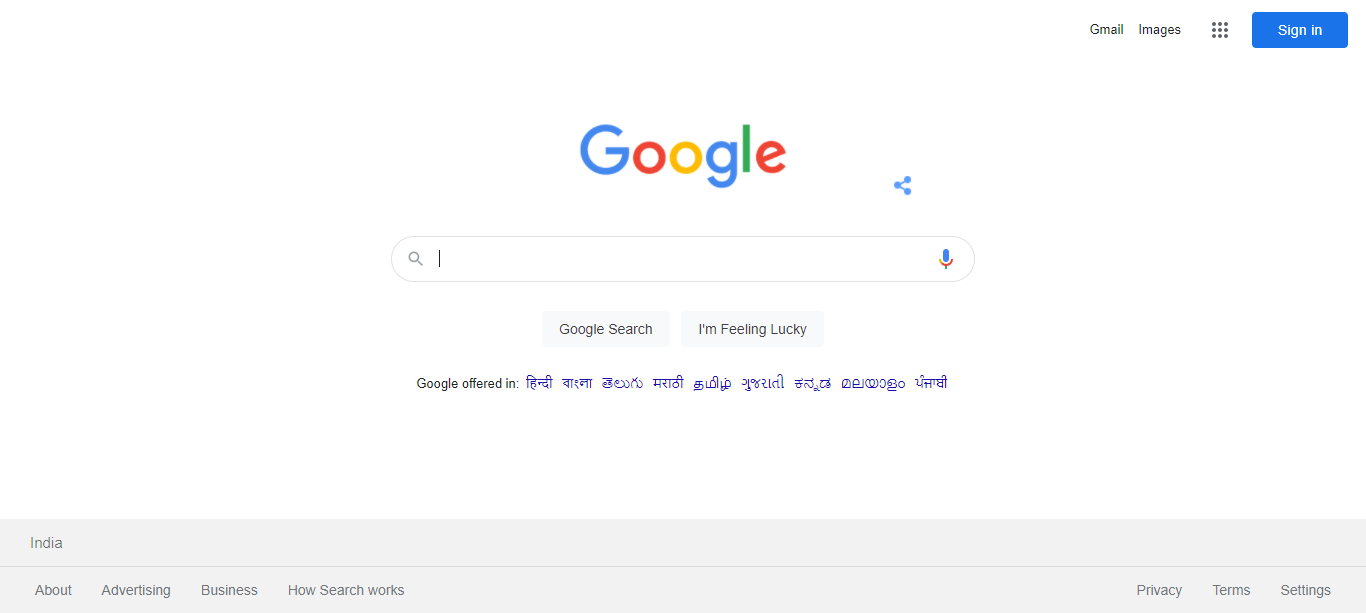 Gmail Images Sign in
Google
Google Search I'm Feeling Lucky
Google offered in: हिन्दी বাংলা తెలుగు मराठी தமிழ் ગુજરાતી ಕನ್ನಡ മലയാളം ਪੰਜਾਬੀ
India
About Advertising Business How Search works Privacy Terms Settings